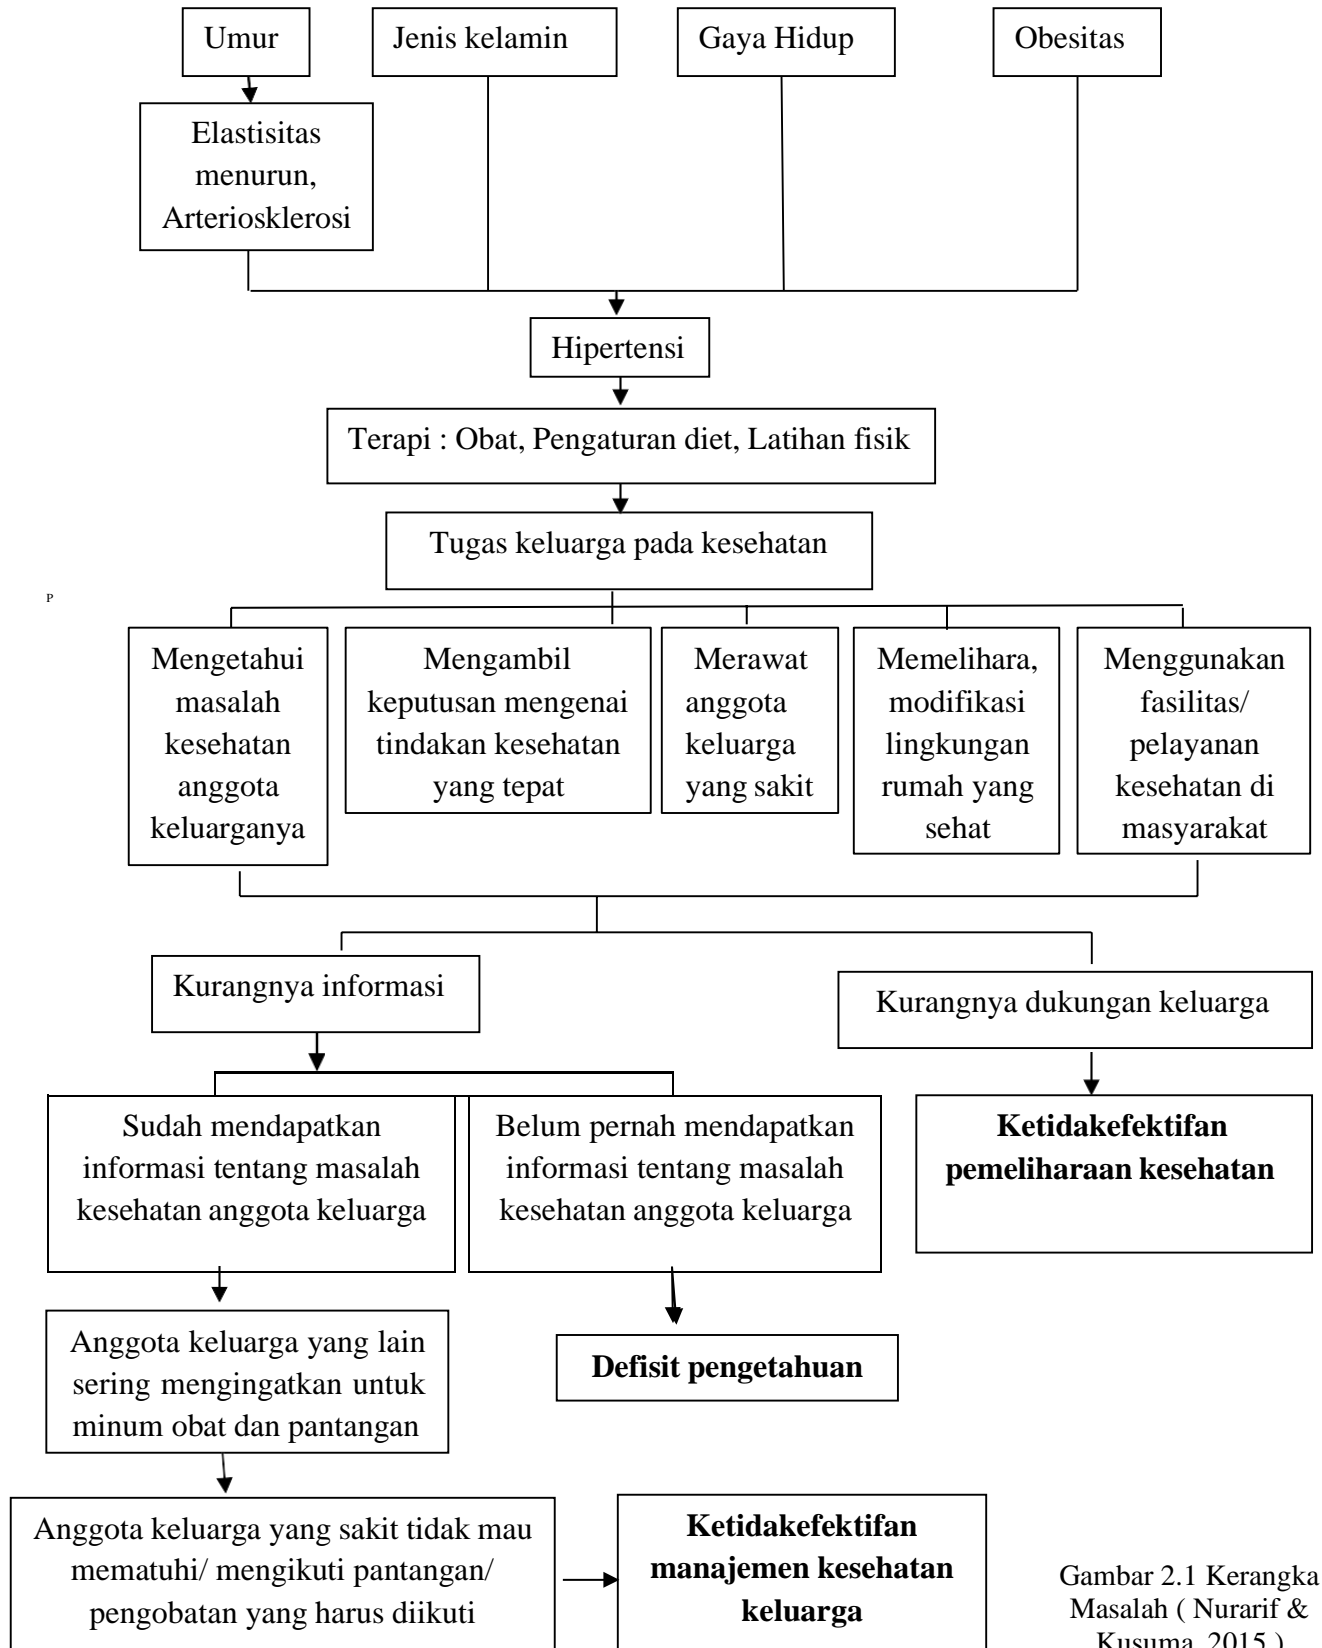 Umur
Jenis kelamin
Gaya Hidup
Obesitas
Elastisitas
menurun,
Arteriosklerosi
Hipertensi
Terapi : Obat, Pengaturan diet, Latihan fisik
Tugas keluarga pada kesehatan
P
Mengetahui
masalah
kesehatan
anggota
keluarganya
Mengambil
keputusan mengenai
tindakan kesehatan
yang tepat
Merawat
anggota
keluarga
yang sakit
Memelihara,
modifikasi
lingkungan
rumah yang
sehat
Menggunakan
fasilitas/
pelayanan
kesehatan di
masyarakat
Kurangnya informasi
Kurangnya dukungan keluarga
Sudah mendapatkan
informasi tentang masalah
kesehatan anggota keluarga
Belum pernah mendapatkan
informasi tentang masalah
kesehatan anggota keluarga
Ketidakefektifan
pemeliharaan kesehatan
Anggota keluarga yang lain
sering mengingatkan untuk
minum obat dan pantangan
Defisit pengetahuan
Anggota keluarga yang sakit tidak mau
mematuhi/ mengikuti pantangan/
pengobatan yang harus diikuti
Ketidakefektifan
manajemen kesehatan
keluarga
Gambar 2.1 Kerangka
Masalah ( Nurarif &
Kusuma, 2015 )